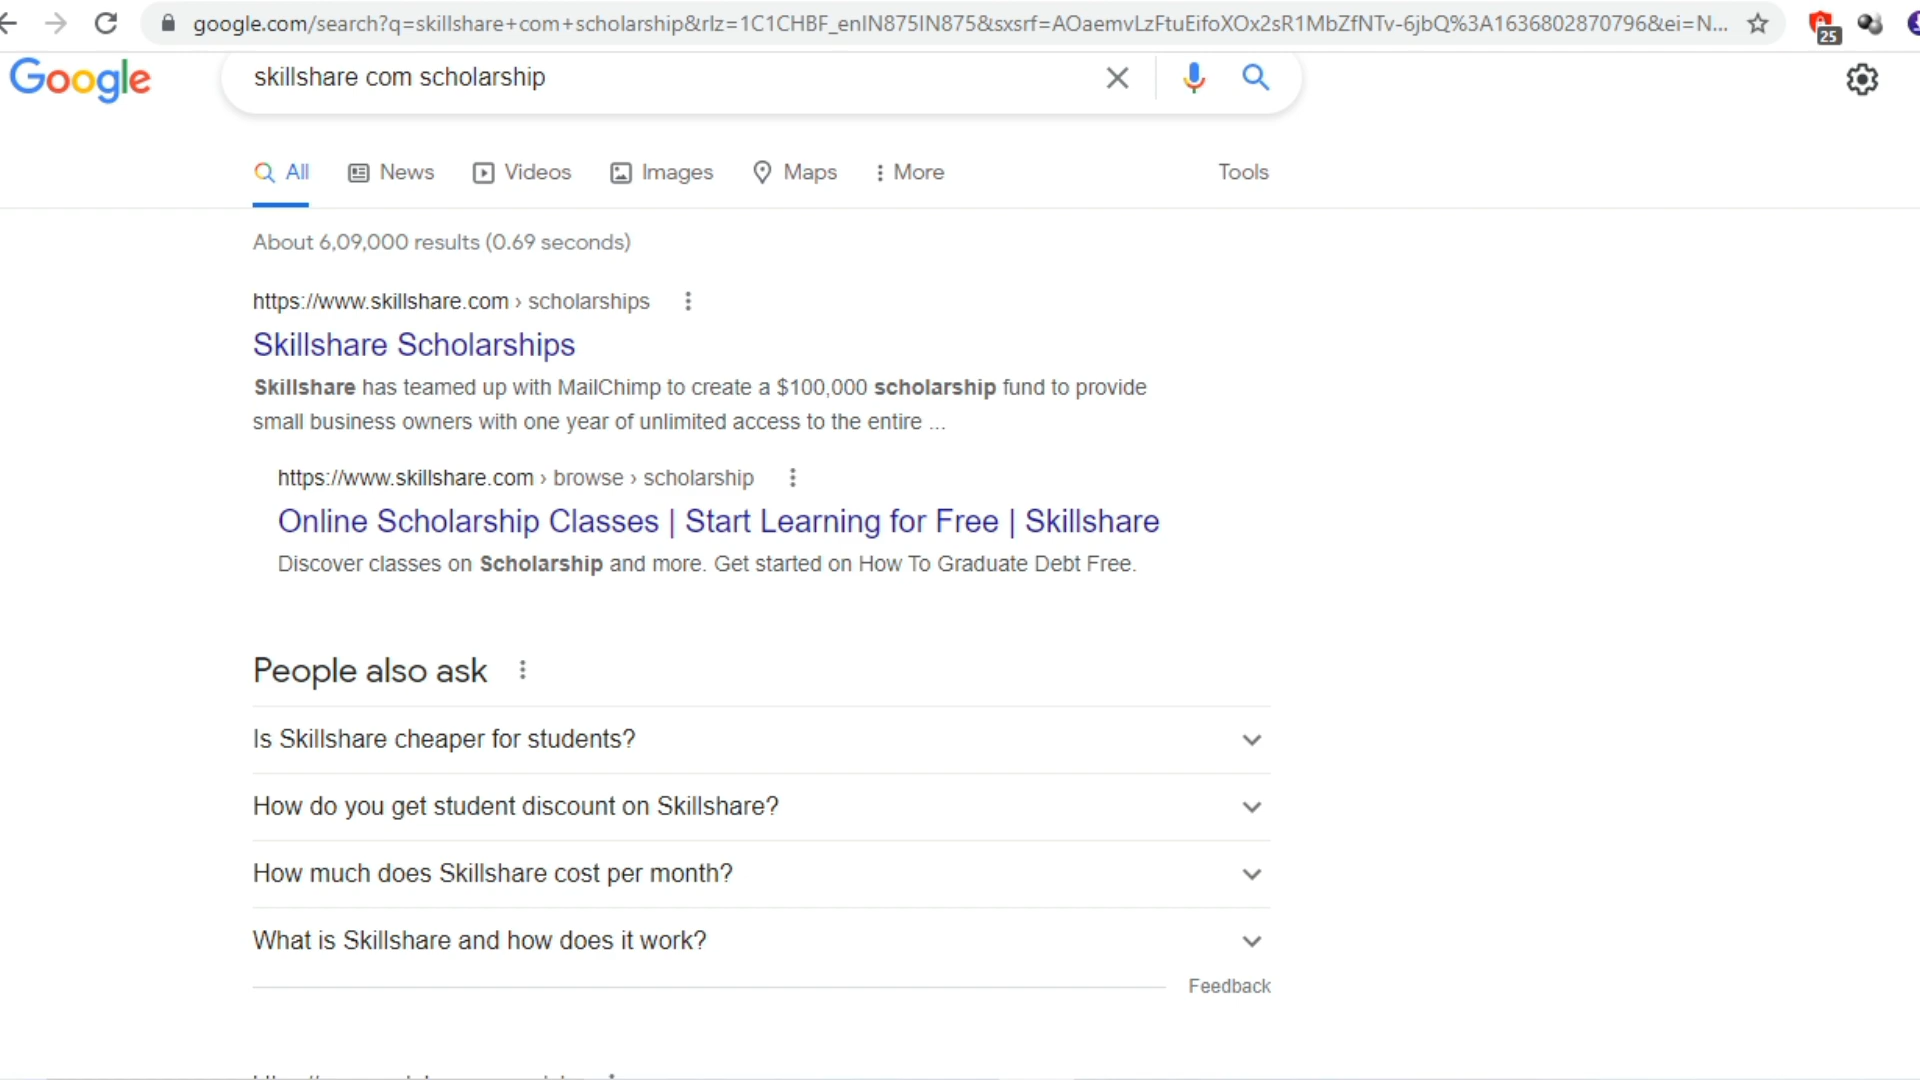 google.com/search?q=skillshare+com+scholarship&rlz=1C1CHBF_enIN875IN875&sxsrf=AOaemvLzFtuEifoXOx2sR1MbZfNTv-6jbQ%3A1636802870796&ei=N...
25
Google
skillshare com scholarship
All News Videos Images Maps More Tools
About 6,09,000 results (0.69 seconds)
https://www.skillshare.com › scholarships
Skillshare Scholarships
Skillshare has teamed up with MailChimp to create a $100,000 scholarship fund to provide
small business owners with one year of unlimited access to the entire ...
https://www.skillshare.com › browse › scholarship
Online Scholarship Classes | Start Learning for Free | Skillshare
Discover classes on Scholarship and more. Get started on How To Graduate Debt Free.
People also ask
Is Skillshare cheaper for students?
How do you get student discount on Skillshare?
How much does Skillshare cost per month?
What is Skillshare and how does it work?
Feedback